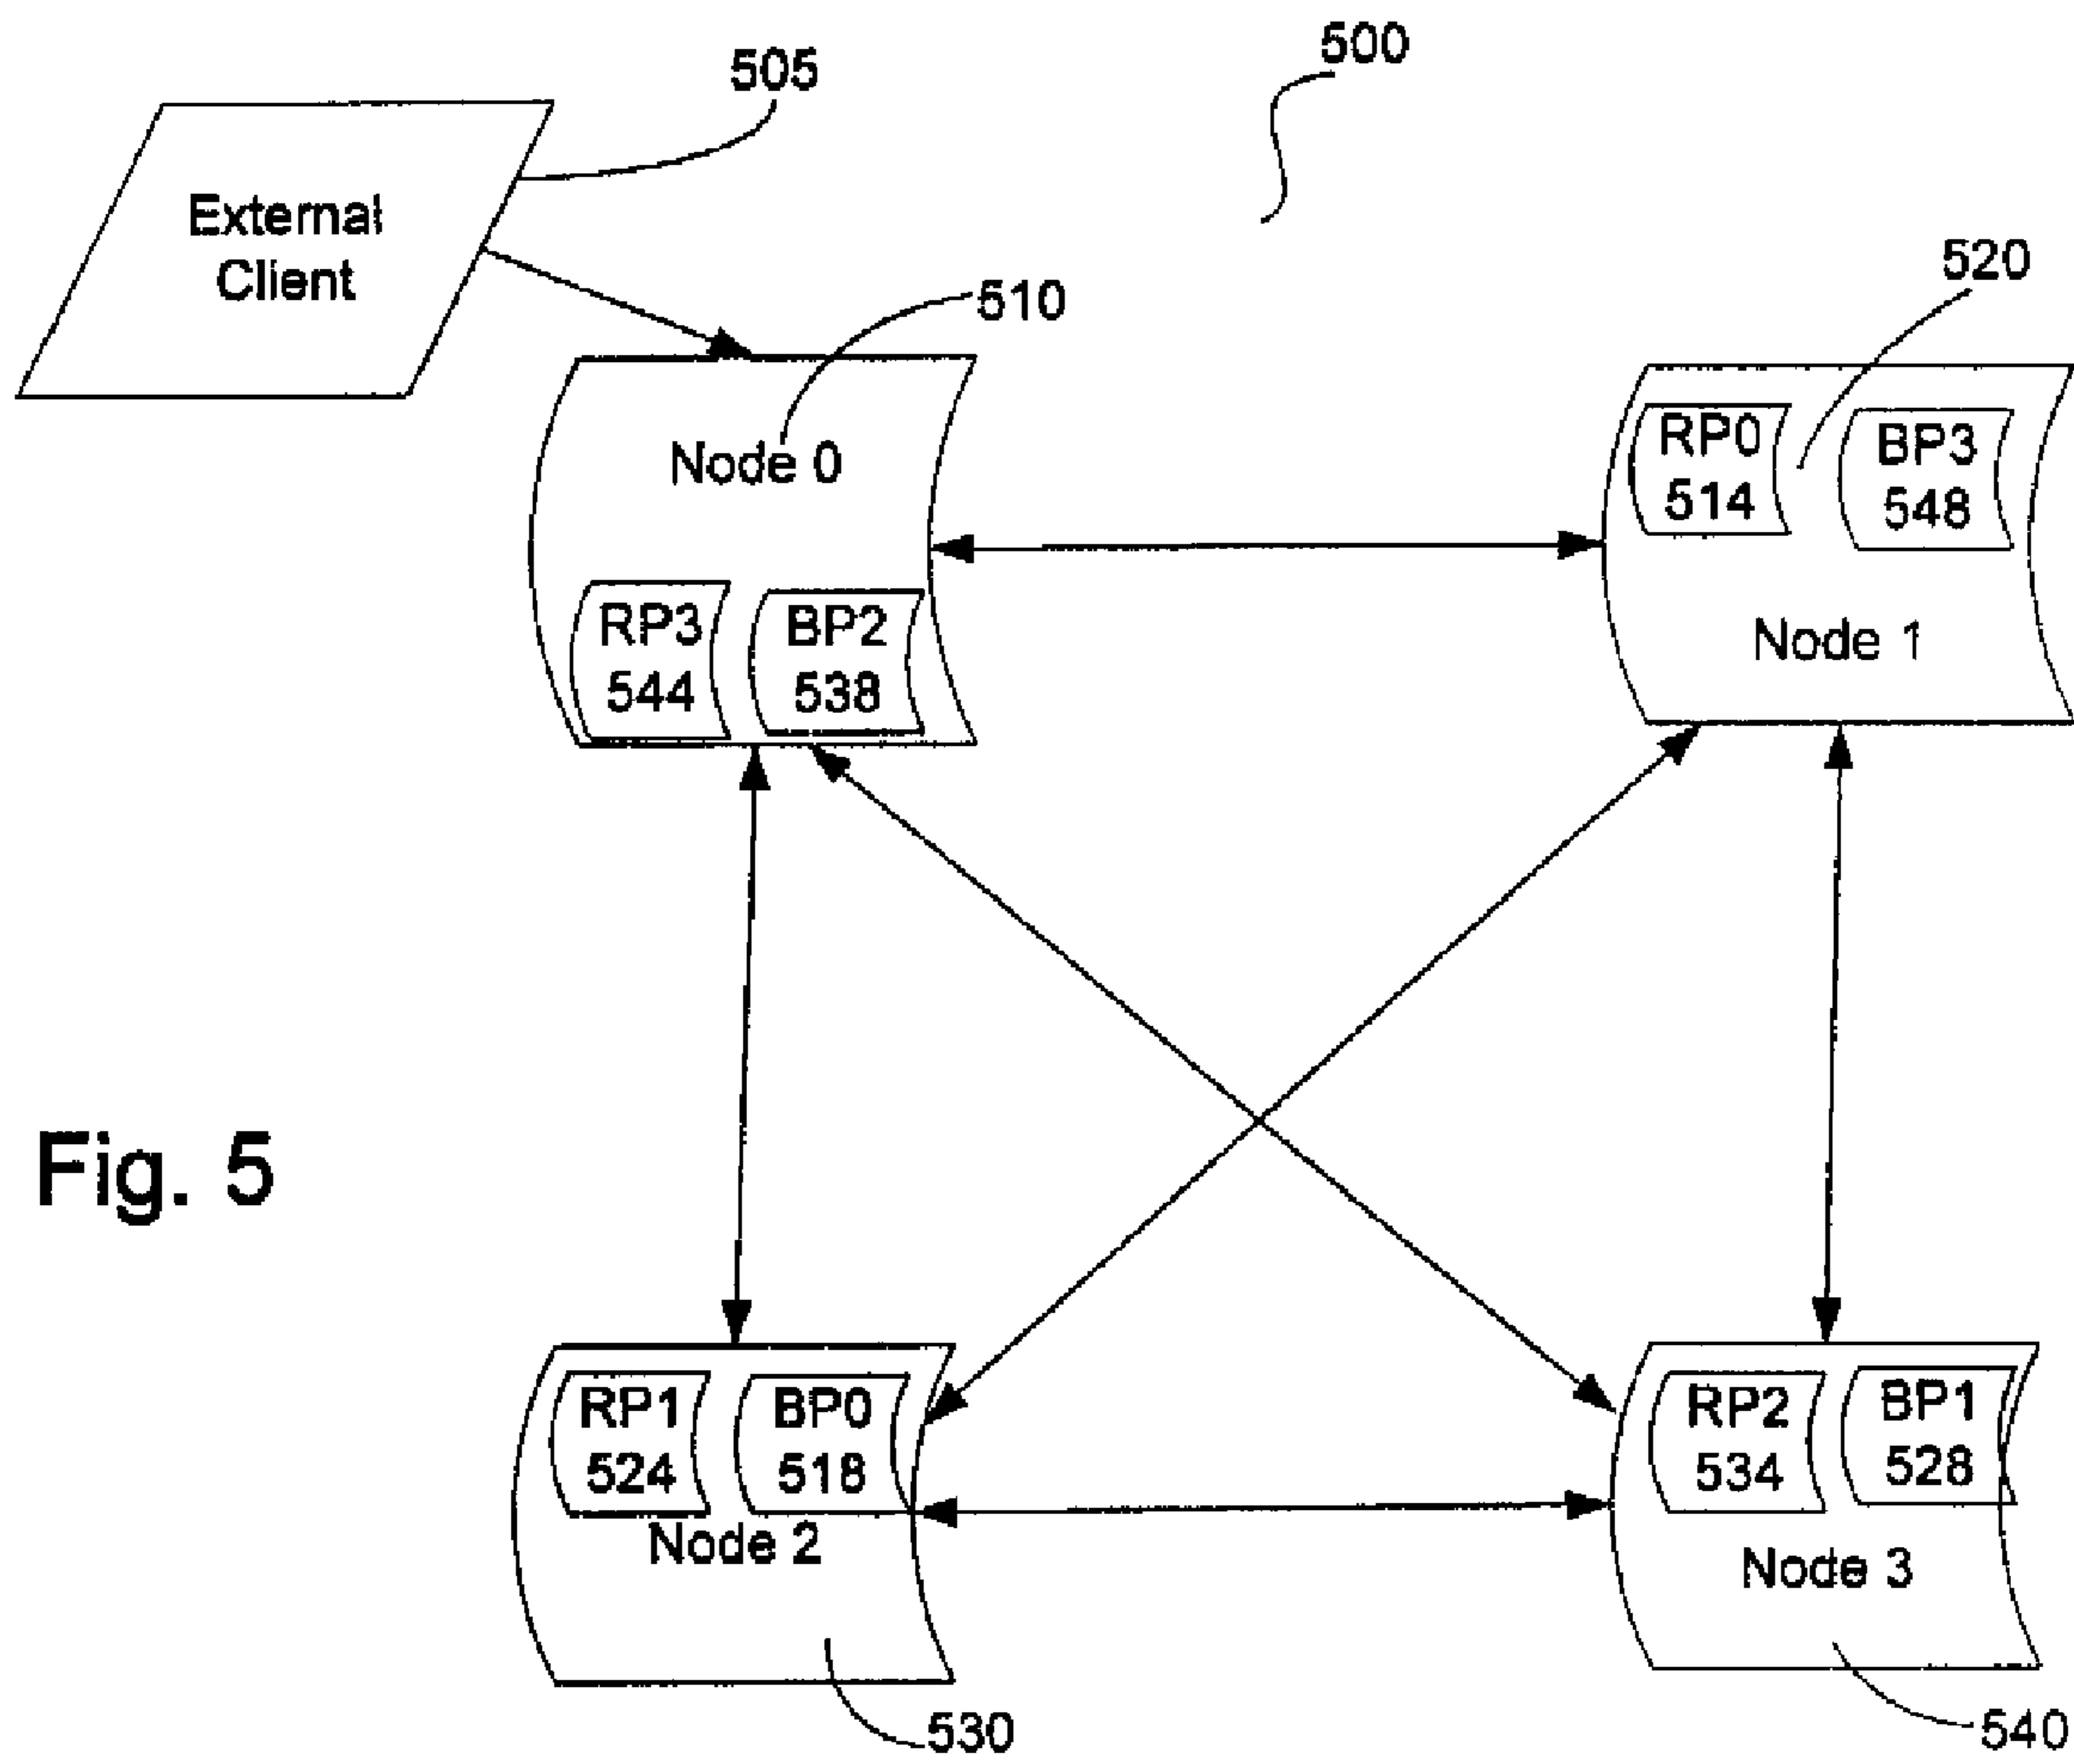 500
505
External
Client
510
520
Node 0
RP0
514
BP3
548
RP3
544
BP2
538
Node 1
Fig. 5
RP1
524
BP0
518
Node 2
RP2
534
BP1
528
Node 3
530
540